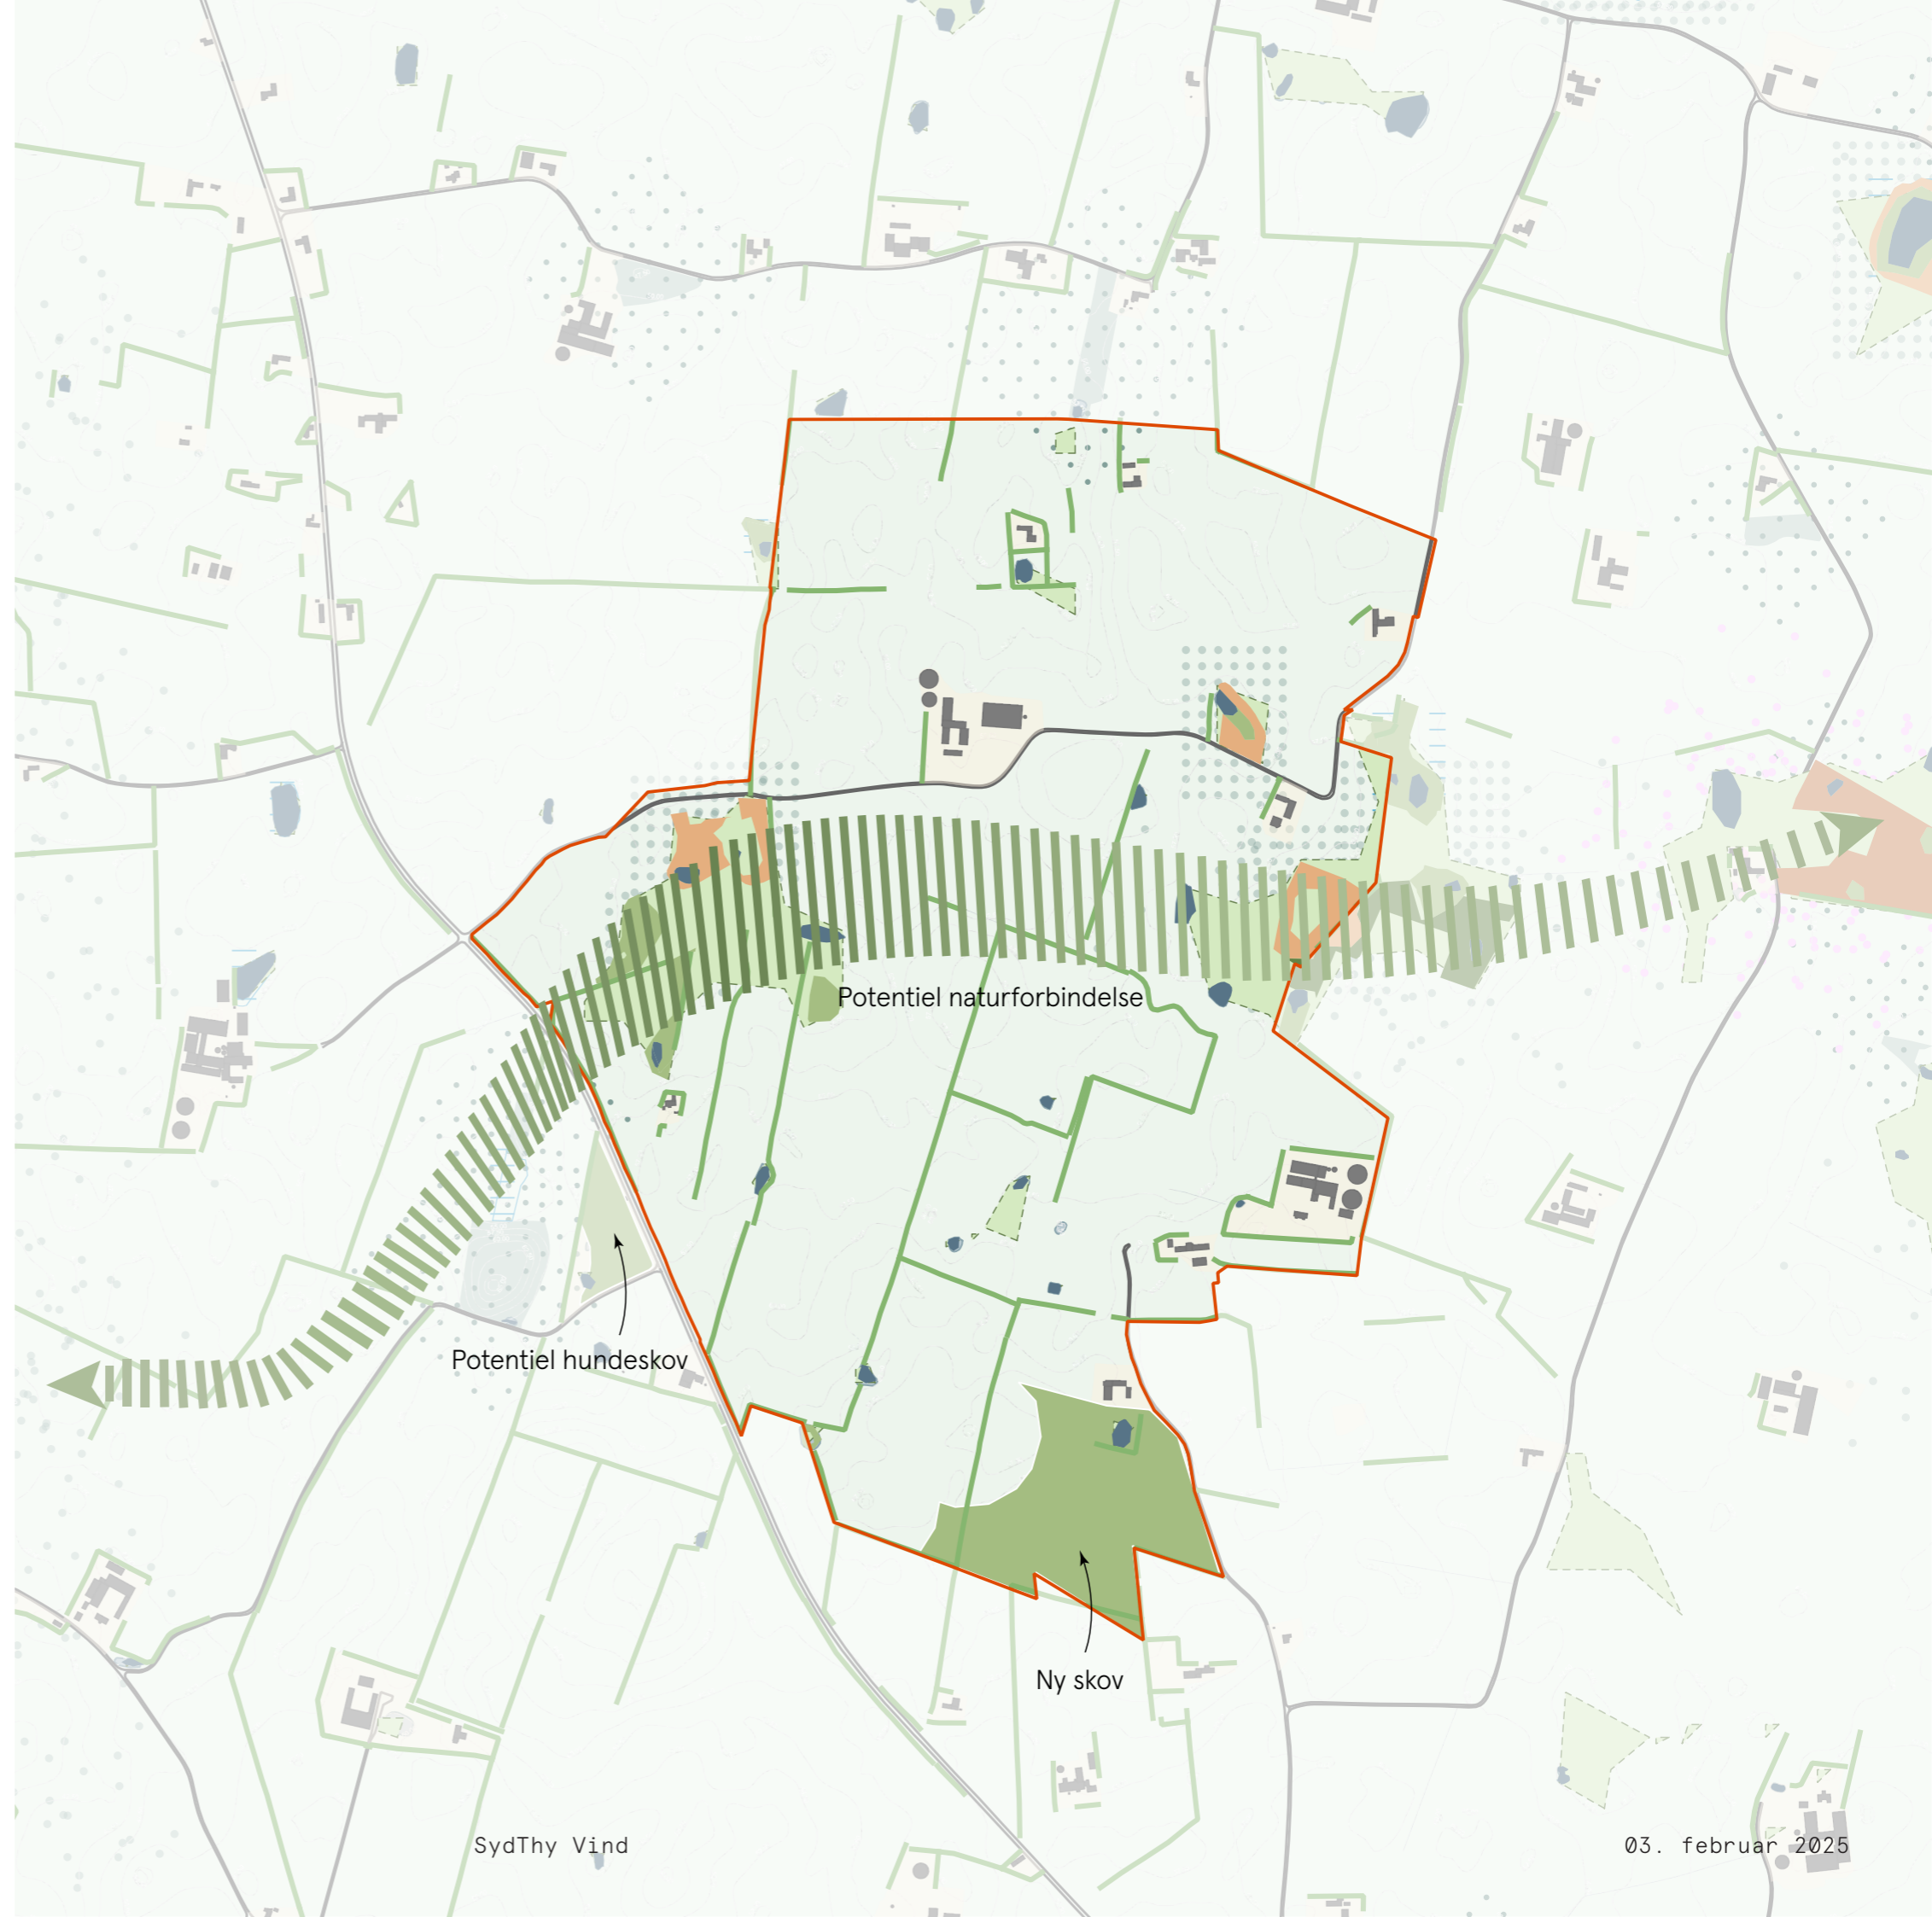 Potentiel naturforbindelse
Potentiel hundeskov
Ny skov
SydThy Vind
03. februar 2025